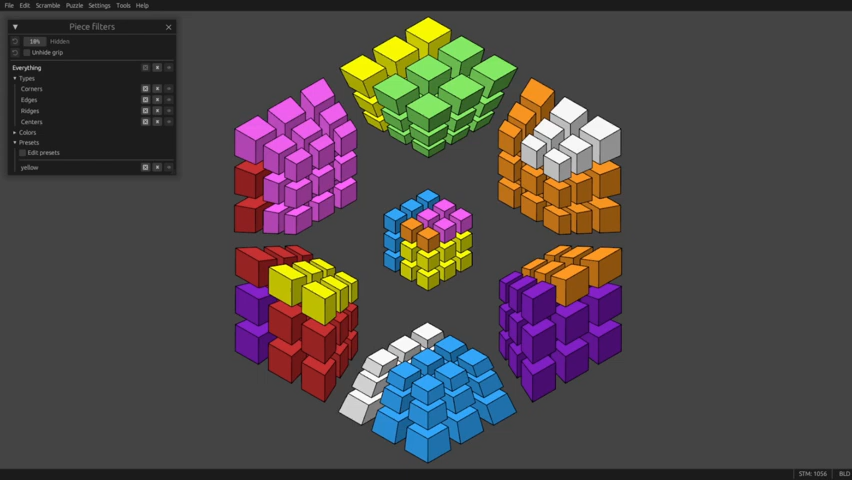 File Edit Scramble Puzzle Settings Tools Help
Piece filters
10% Hidden
Unhide grip
Everything
Types
Corners
Edges
Ridges
Centers
Colors
Presets
Edit presets
yellow
STM: 1056 BLD